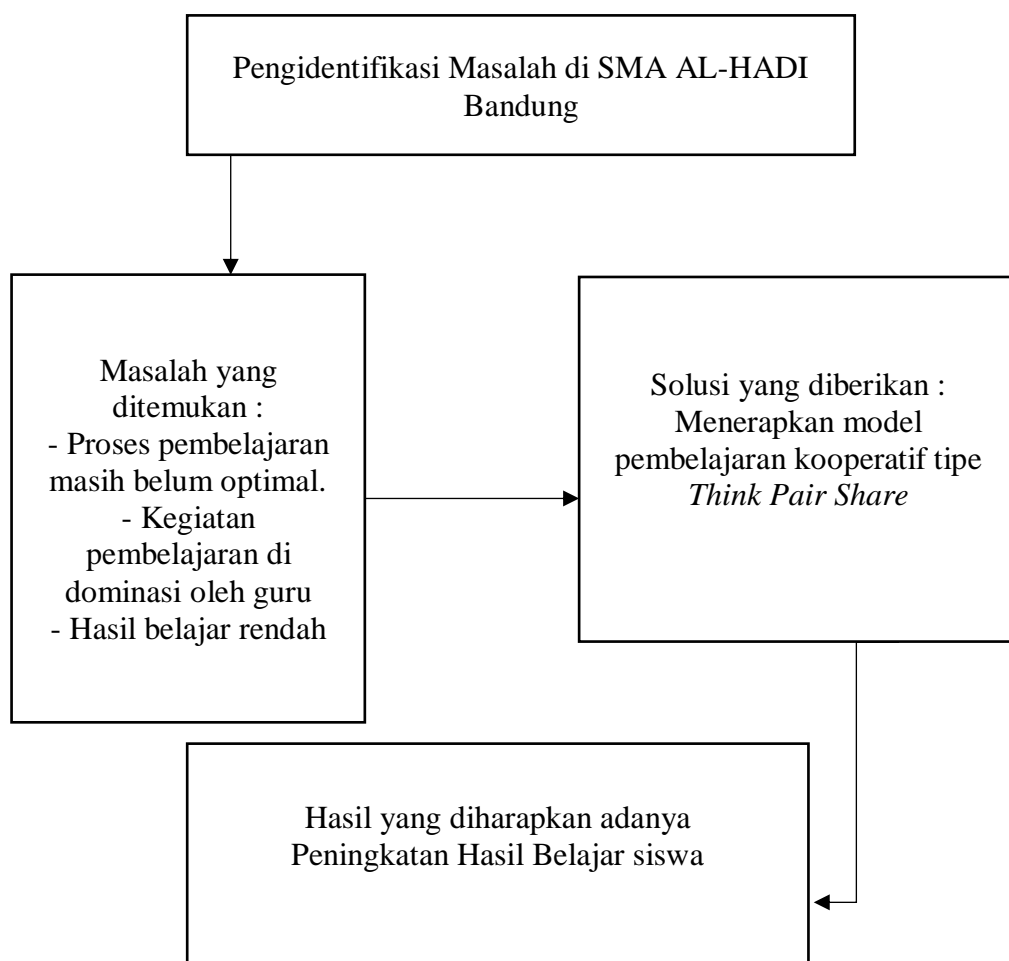 Pengidentifikasi Masalah di SMA AL-HADI
Bandung
Masalah yang
ditemukan :
- Proses pembelajaran
masih belum optimal.
- Kegiatan
pembelajaran di
dominasi oleh guru
- Hasil belajar rendah
Solusi yang diberikan :
Menerapkan model
pembelajaran kooperatif tipe
Think Pair Share
Hasil yang diharapkan adanya
Peningkatan Hasil Belajar siswa